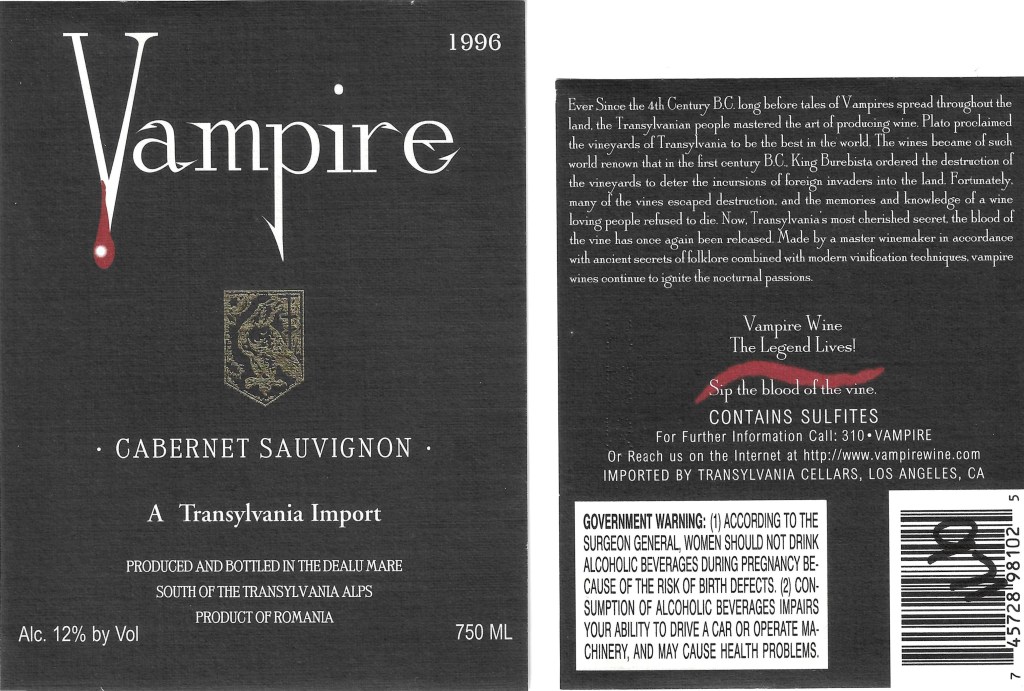 1996
Vampire
· CABERNET SAUVIGNON ·
A Transylvania Import
PRODUCED AND BOTTLED IN THE DEALU MARE
SOUTH OF THE TRANSYLVANIA ALPS
PRODUCT OF ROMANIA
Alc. 12% by Vol
750 ML
Ever Since the 4th Century B.C. long before tales of Vampires spread throughout the
land, the Transylvanian people mastered the art of producing wine. Plato proclaimed
the vineyards of Transylvania to be the best in the world. The wines became of such
world renown that in the first century B.C., King Burebista ordered the destruction of
the vineyards to deter the incursions of foreign invaders into the land. Fortunately,
many of the vines escaped destruction, and the memories and knowledge of a wine
loving people refused to die. Now, Transylvania's most cherished secret, the blood of
the vine has once again been released. Made by a master winemaker in accordance
with ancient secrets of folklore combined with modern vinification techniques, vampire
wines continue to ignite the nocturnal passions.
Vampire Wine
The Legend Lives!
Sip the blood of the vine.
CONTAINS SULFITES
For Further Information Call: 310•VAMPIRE
Or Reach us on the Internet at http://www.vampirewine.com
IMPORTED BY TRANSYLVANIA CELLARS, LOS ANGELES, CA
GOVERNMENT WARNING: (1) ACCORDING TO THE
SURGEON GENERAL, WOMEN SHOULD NOT DRINK
ALCOHOLIC BEVERAGES DURING PREGNANCY BE-
CAUSE OF THE RISK OF BIRTH DEFECTS. (2) CON-
SUMPTION OF ALCOHOLIC BEVERAGES IMPAIRS
YOUR ABILITY TO DRIVE A CAR OR OPERATE MA-
CHINERY, AND MAY CAUSE HEALTH PROBLEMS.
7 45728 98102 5